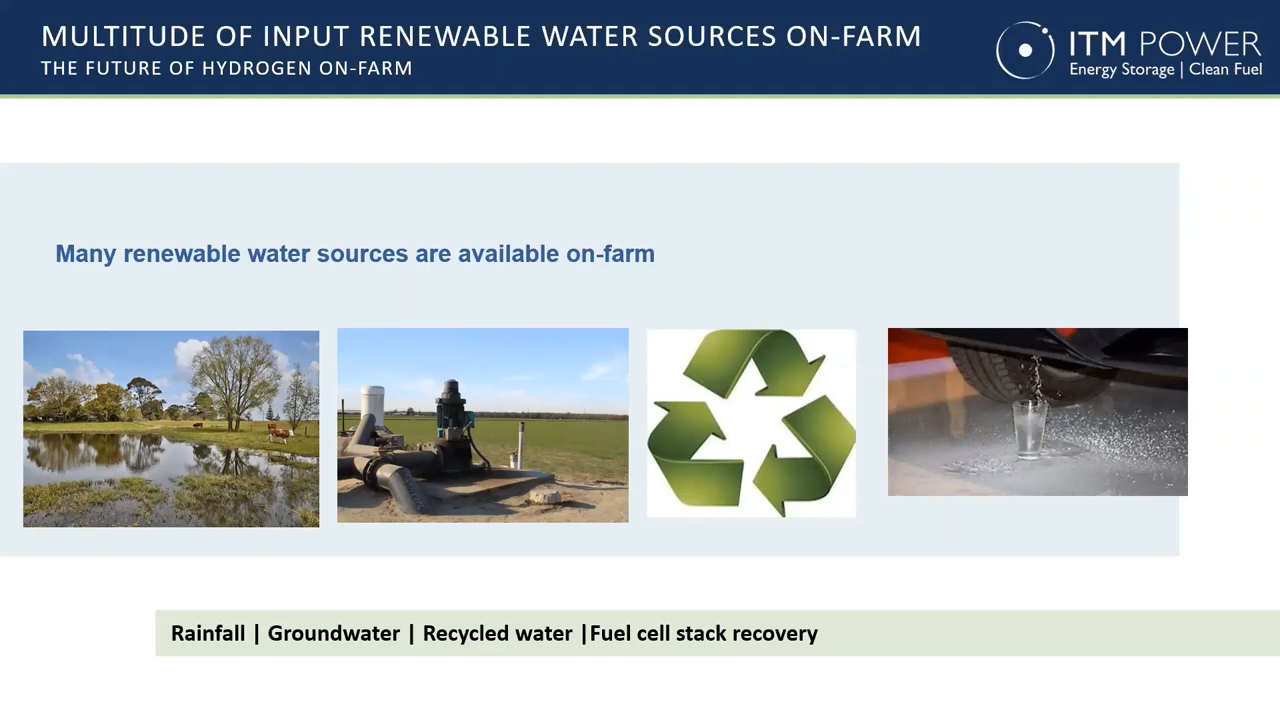 MULTITUDE OF INPUT RENEWABLE WATER SOURCES ON-FARM
THE FUTURE OF HYDROGEN ON-FARM
ITM POWER
Energy Storage | Clean Fuel
Many renewable water sources are available on-farm
Rainfall | Groundwater | Recycled water |Fuel cell stack recovery